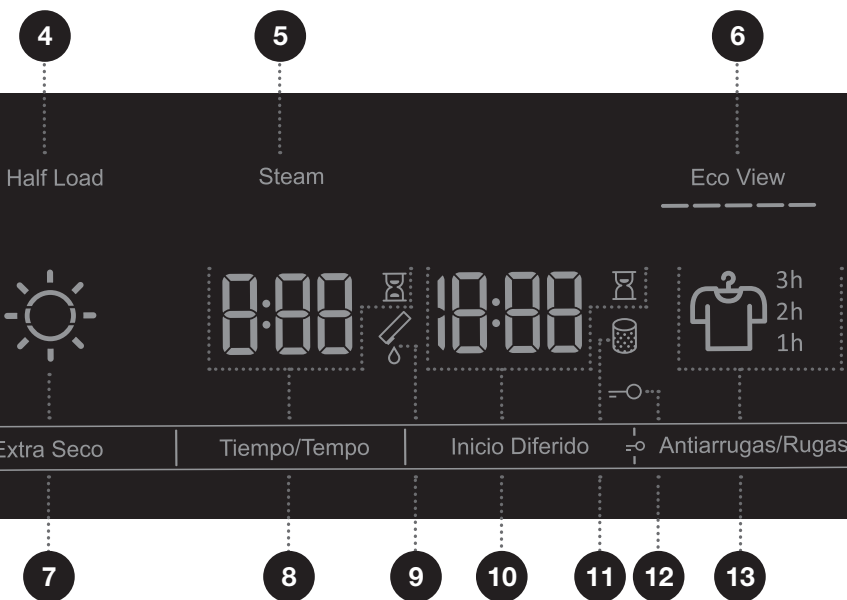 4 5 6
Half Load Steam Eco View
8:88 18:88 3h
2h
1h
Extra Seco Tiempo/Tempo Inicio Diferido Antiarrugas/Rugas
7 8 9 10 11 12 13